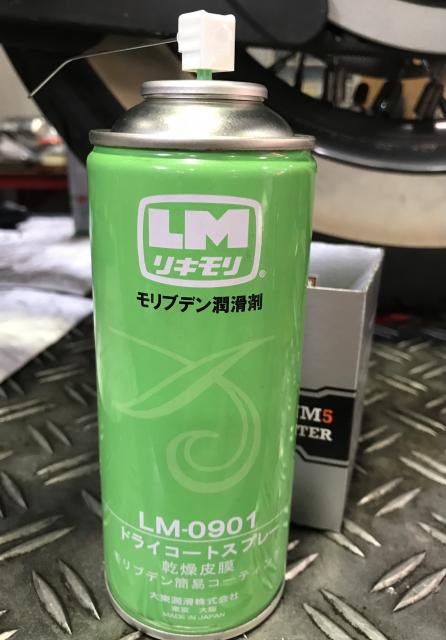 LM
リキモリ®
モリブデン潤滑剤
LM-0901
ドライコートスプレー
乾燥皮膜
モリブデン簡易コーティング
大東潤滑株式会社
東京 大阪
MADE IN JAPAN
M5
TER